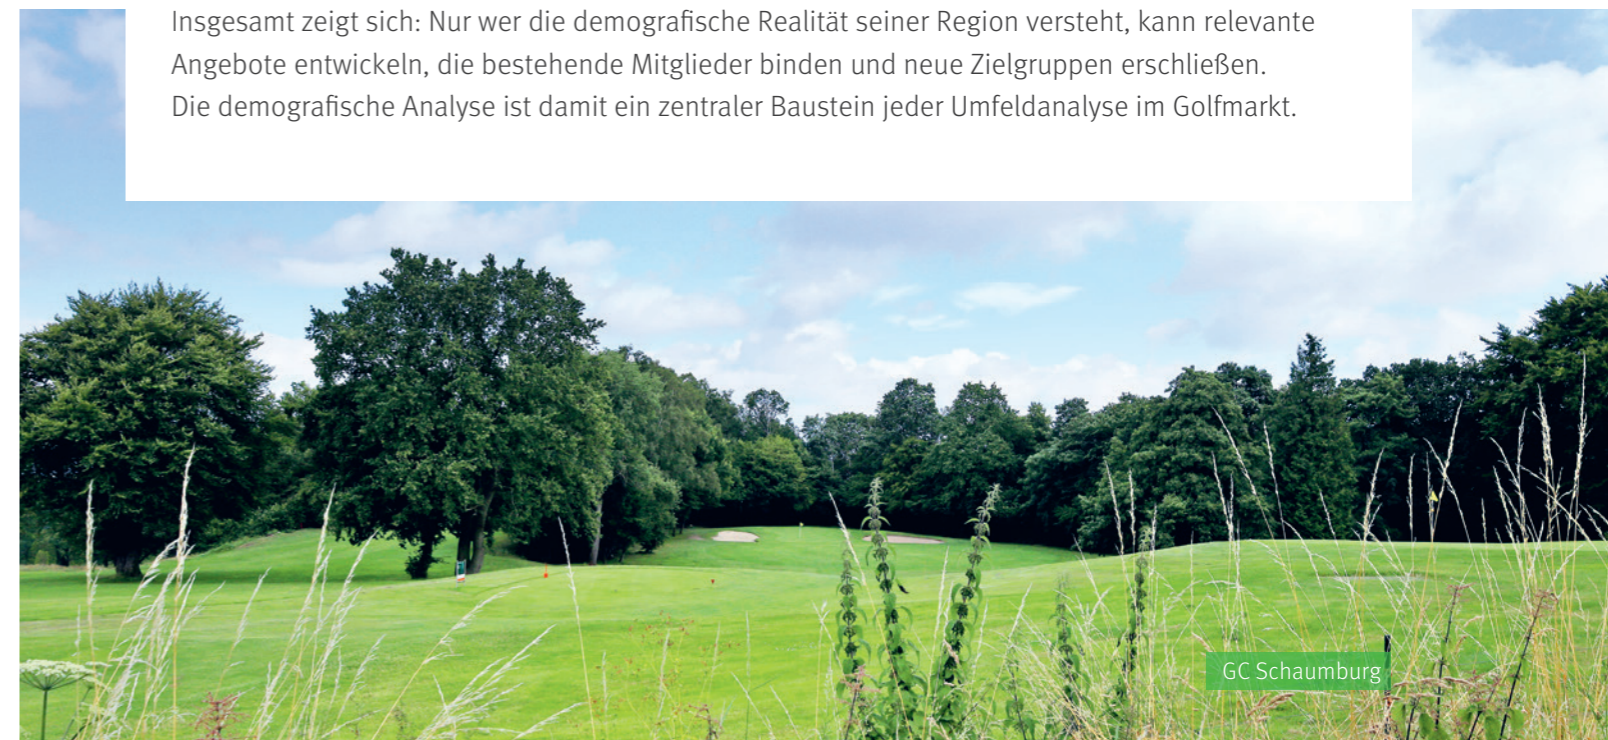 Insgesamt zeigt sich: Nur wer die demografische Realität seiner Region versteht, kann relevante
Angebote entwickeln, die bestehende Mitglieder binden und neue Zielgruppen erschließen.
Die demografische Analyse ist damit ein zentraler Baustein jeder Umfeldanalyse im Golfmarkt.
GC Schaumburg